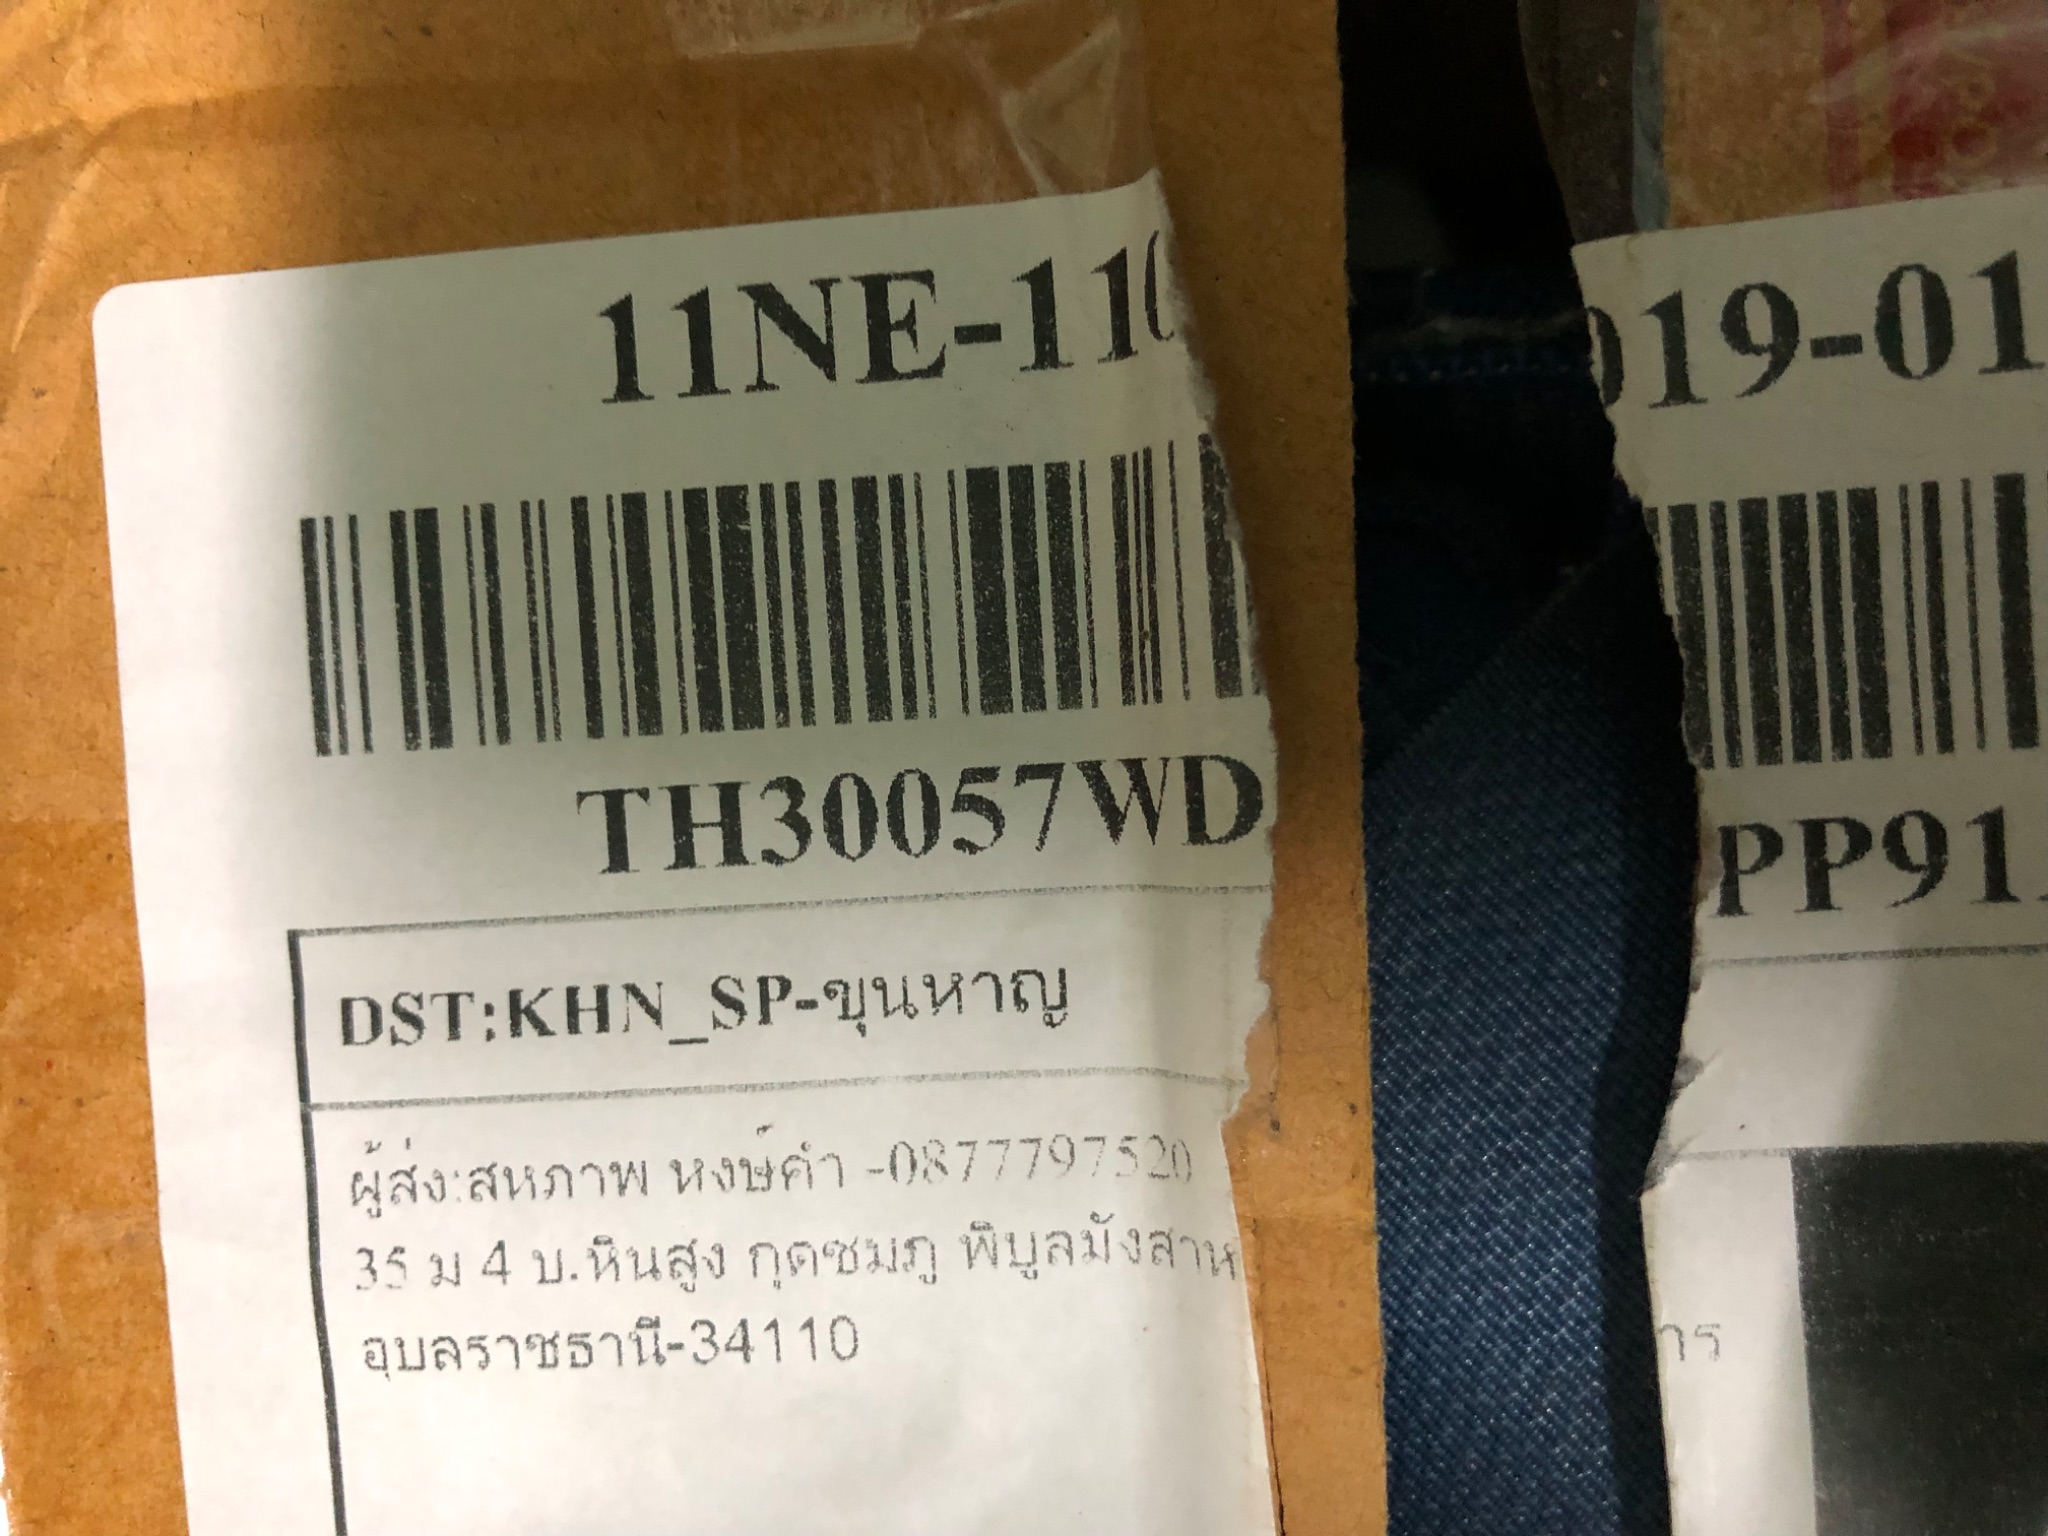 11NE-110 019-01
TH30057WD PP91
DST:KHN_SP-ขุนหาญ
ผู้ส่ง:สหภาพ หงษ์คำ -0877797520
35 ม 4 บ.หินสูง กุดชมภู พิบูลมังสาห าร
อุบลราชธานี-34110